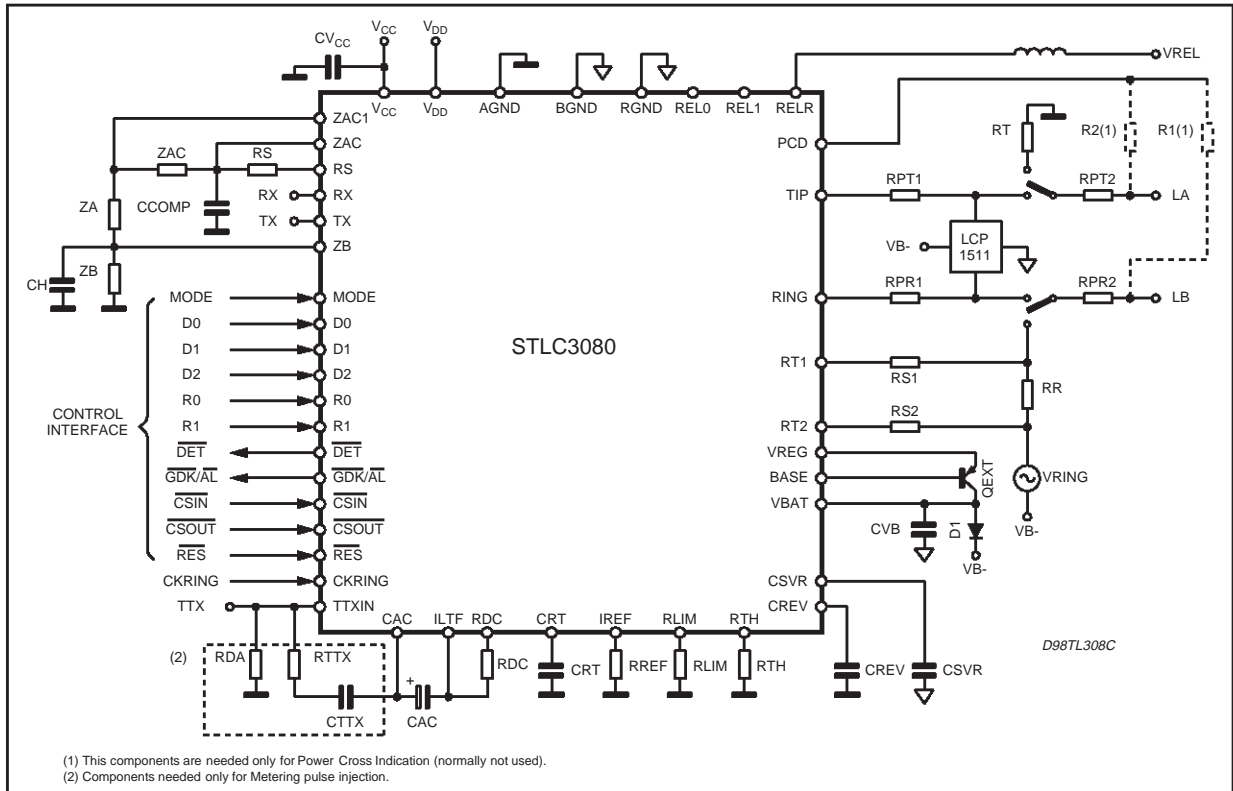 CV_CC
V_CC
V_DD
VREL
V_CC
V_DD
AGND
BGND
RGND
REL0
REL1
RELR
ZAC1
ZAC
RS
RX
TX
ZB
MODE
D0
D1
D2
R0
R1
DET
GDK/AL
CSIN
CSOUT
RES
CKRING
TTXIN
ZAC
RS
RX
TX
ZA
CCOMP
CH
ZB
MODE
D0
D1
D2
R0
R1
DET
GDK/AL
CSIN
CSOUT
RES
CKRING
TTX
CONTROL
INTERFACE
STLC3080
PCD
TIP
RING
RT1
RT2
VREG
BASE
VBAT
CSVR
CREV
RT
R2(1)
R1(1)
RPT1
RPT2
LA
VB-
LCP
1511
RPR1
RPR2
LB
RS1
RR
RS2
QEXT
VRING
VB-
CVB
D1
VB-
CAC
ILTF
RDC
CRT
IREF
RLIM
RTH
(2)
RDA
RTTX
CTTX
+
CAC
RDC
CRT
RREF
RLIM
RTH
CREV
CSVR
D98TL308C
(1) This components are needed only for Power Cross Indication (normally not used).
(2) Components needed only for Metering pulse injection.